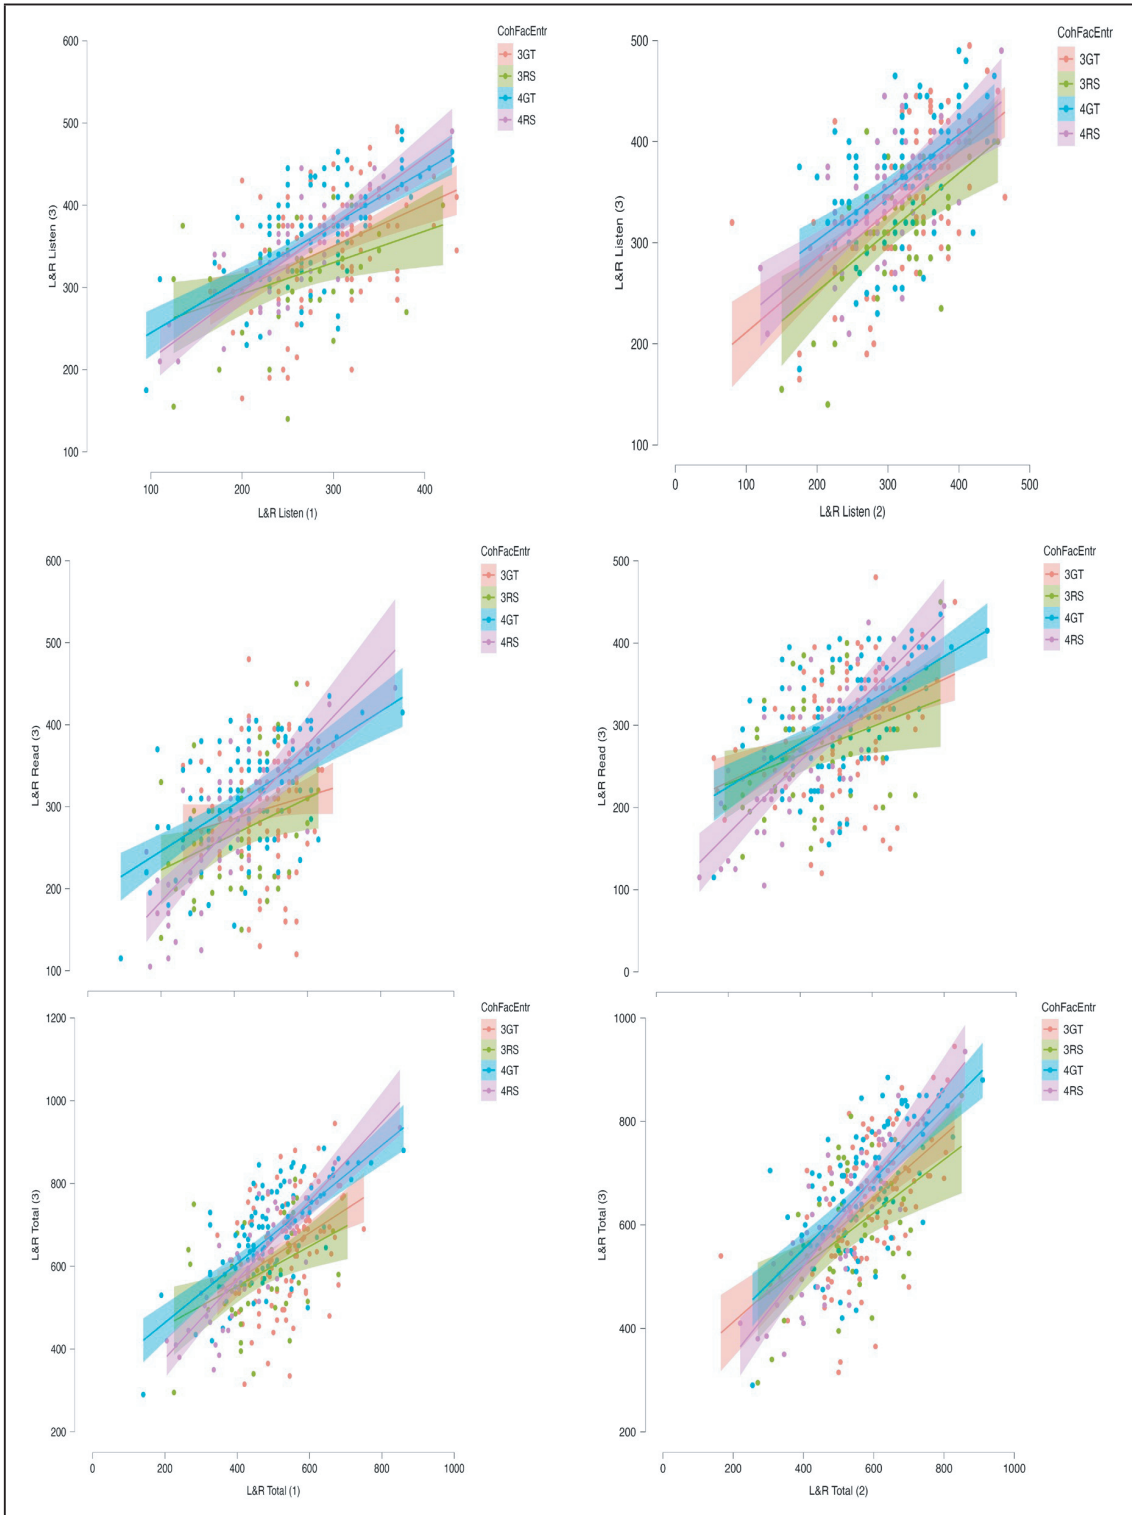 CohFacEntr
3GT
3RS
4GT
4RS
600
500
400
300
200
100
L&R Listen (3)
100 200 300 400
L&R Listen (1)
CohFacEntr
3GT
3RS
4GT
4RS
500
400
300
200
100
L&R Listen (3)
0 100 200 300 400 500
L&R Listen (2)
CohFacEntr
3GT
3RS
4GT
4RS
600
500
400
300
200
100
L&R Read (3)
CohFacEntr
3GT
3RS
4GT
4RS
500
400
300
200
100
0
L&R Read (3)
CohFacEntr
3GT
3RS
4GT
4RS
1200
1000
800
600
400
200
L&R Total (3)
0 200 400 600 800 1000
L&R Total (1)
CohFacEntr
3GT
3RS
4GT
4RS
1000
800
600
400
200
L&R Total (3)
0 200 400 600 800 1000
L&R Total (2)